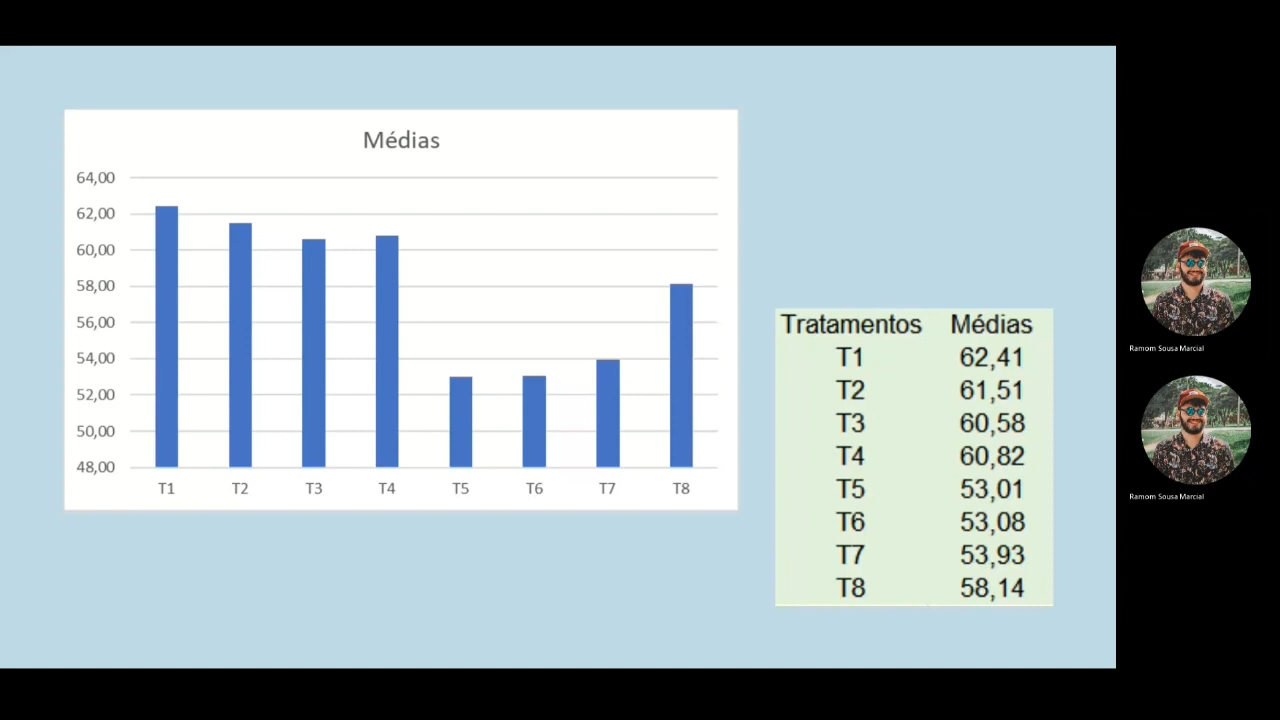 Médias
64,00
62,00
60,00
58,00
56,00
54,00
52,00
50,00
48,00
T1 T2 T3 T4 T5 T6 T7 T8
Tratamentos Médias
T1 62,41
T2 61,51
T3 60,58
T4 60,82
T5 53,01
T6 53,08
T7 53,93
T8 58,14
Ramom Sousa Marcial
Ramom Sousa Marcial